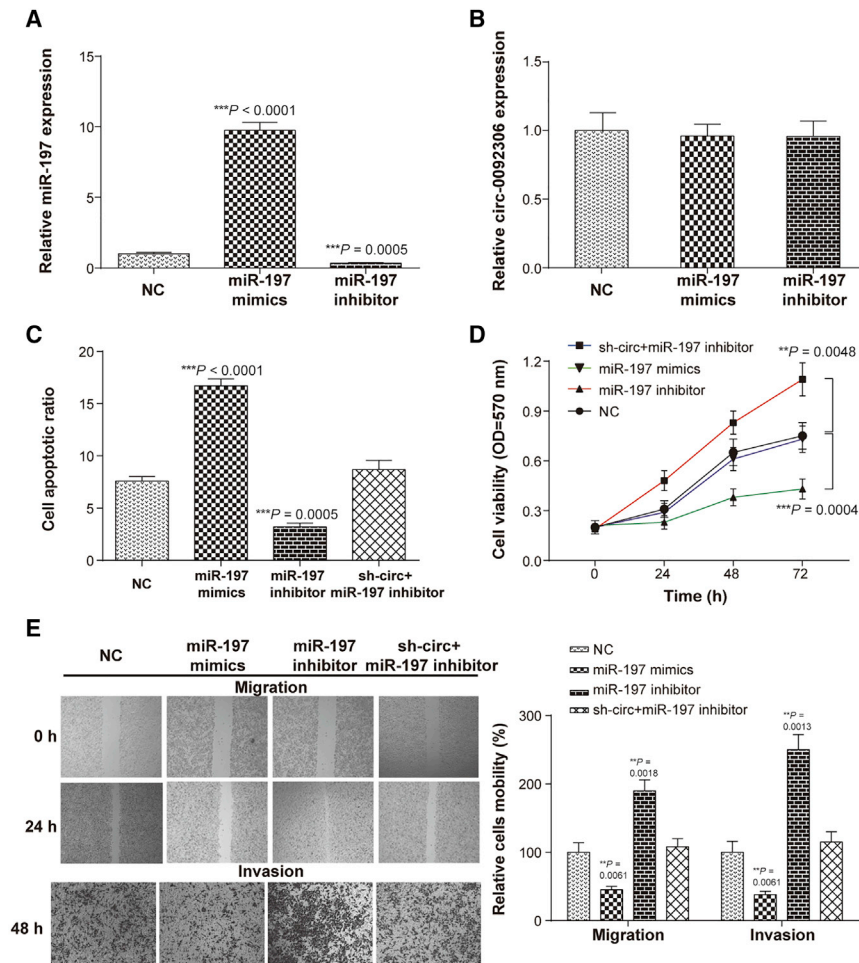 A
Relative miR-197 expression
15
10
5
0
***P < 0.0001
***P = 0.0005
NC
miR-197
mimics
miR-197
inhibitor
B
Relative circ-0092306 expression
1.5
1.0
0.5
0.0
NC
miR-197
mimics
miR-197
inhibitor
C
Cell apoptotic ratio
20
15
10
5
0
***P < 0.0001
***P = 0.0005
NC
miR-197
mimics
miR-197
inhibitor
sh-circ+
miR-197 inhibitor
D
sh-circ+miR-197 inhibitor
miR-197 mimics
miR-197 inhibitor
NC
Cell viability (OD=570 nm)
1.2
0.9
0.6
0.3
0.0
**P = 0.0048
***P = 0.0004
0
24
48
72
Time (h)
E
NC
miR-197
mimics
miR-197
inhibitor
sh-circ+
miR-197 inhibitor
Migration
0 h
24 h
Invasion
48 h
NC
miR-197 mimics
miR-197 inhibitor
sh-circ+miR-197 inhibitor
Relative cells mobility (%)
300
200
100
50
0
**P =
0.0061
**P =
0.0018
**P =
0.0061
**P =
0.0013
Migration
Invasion